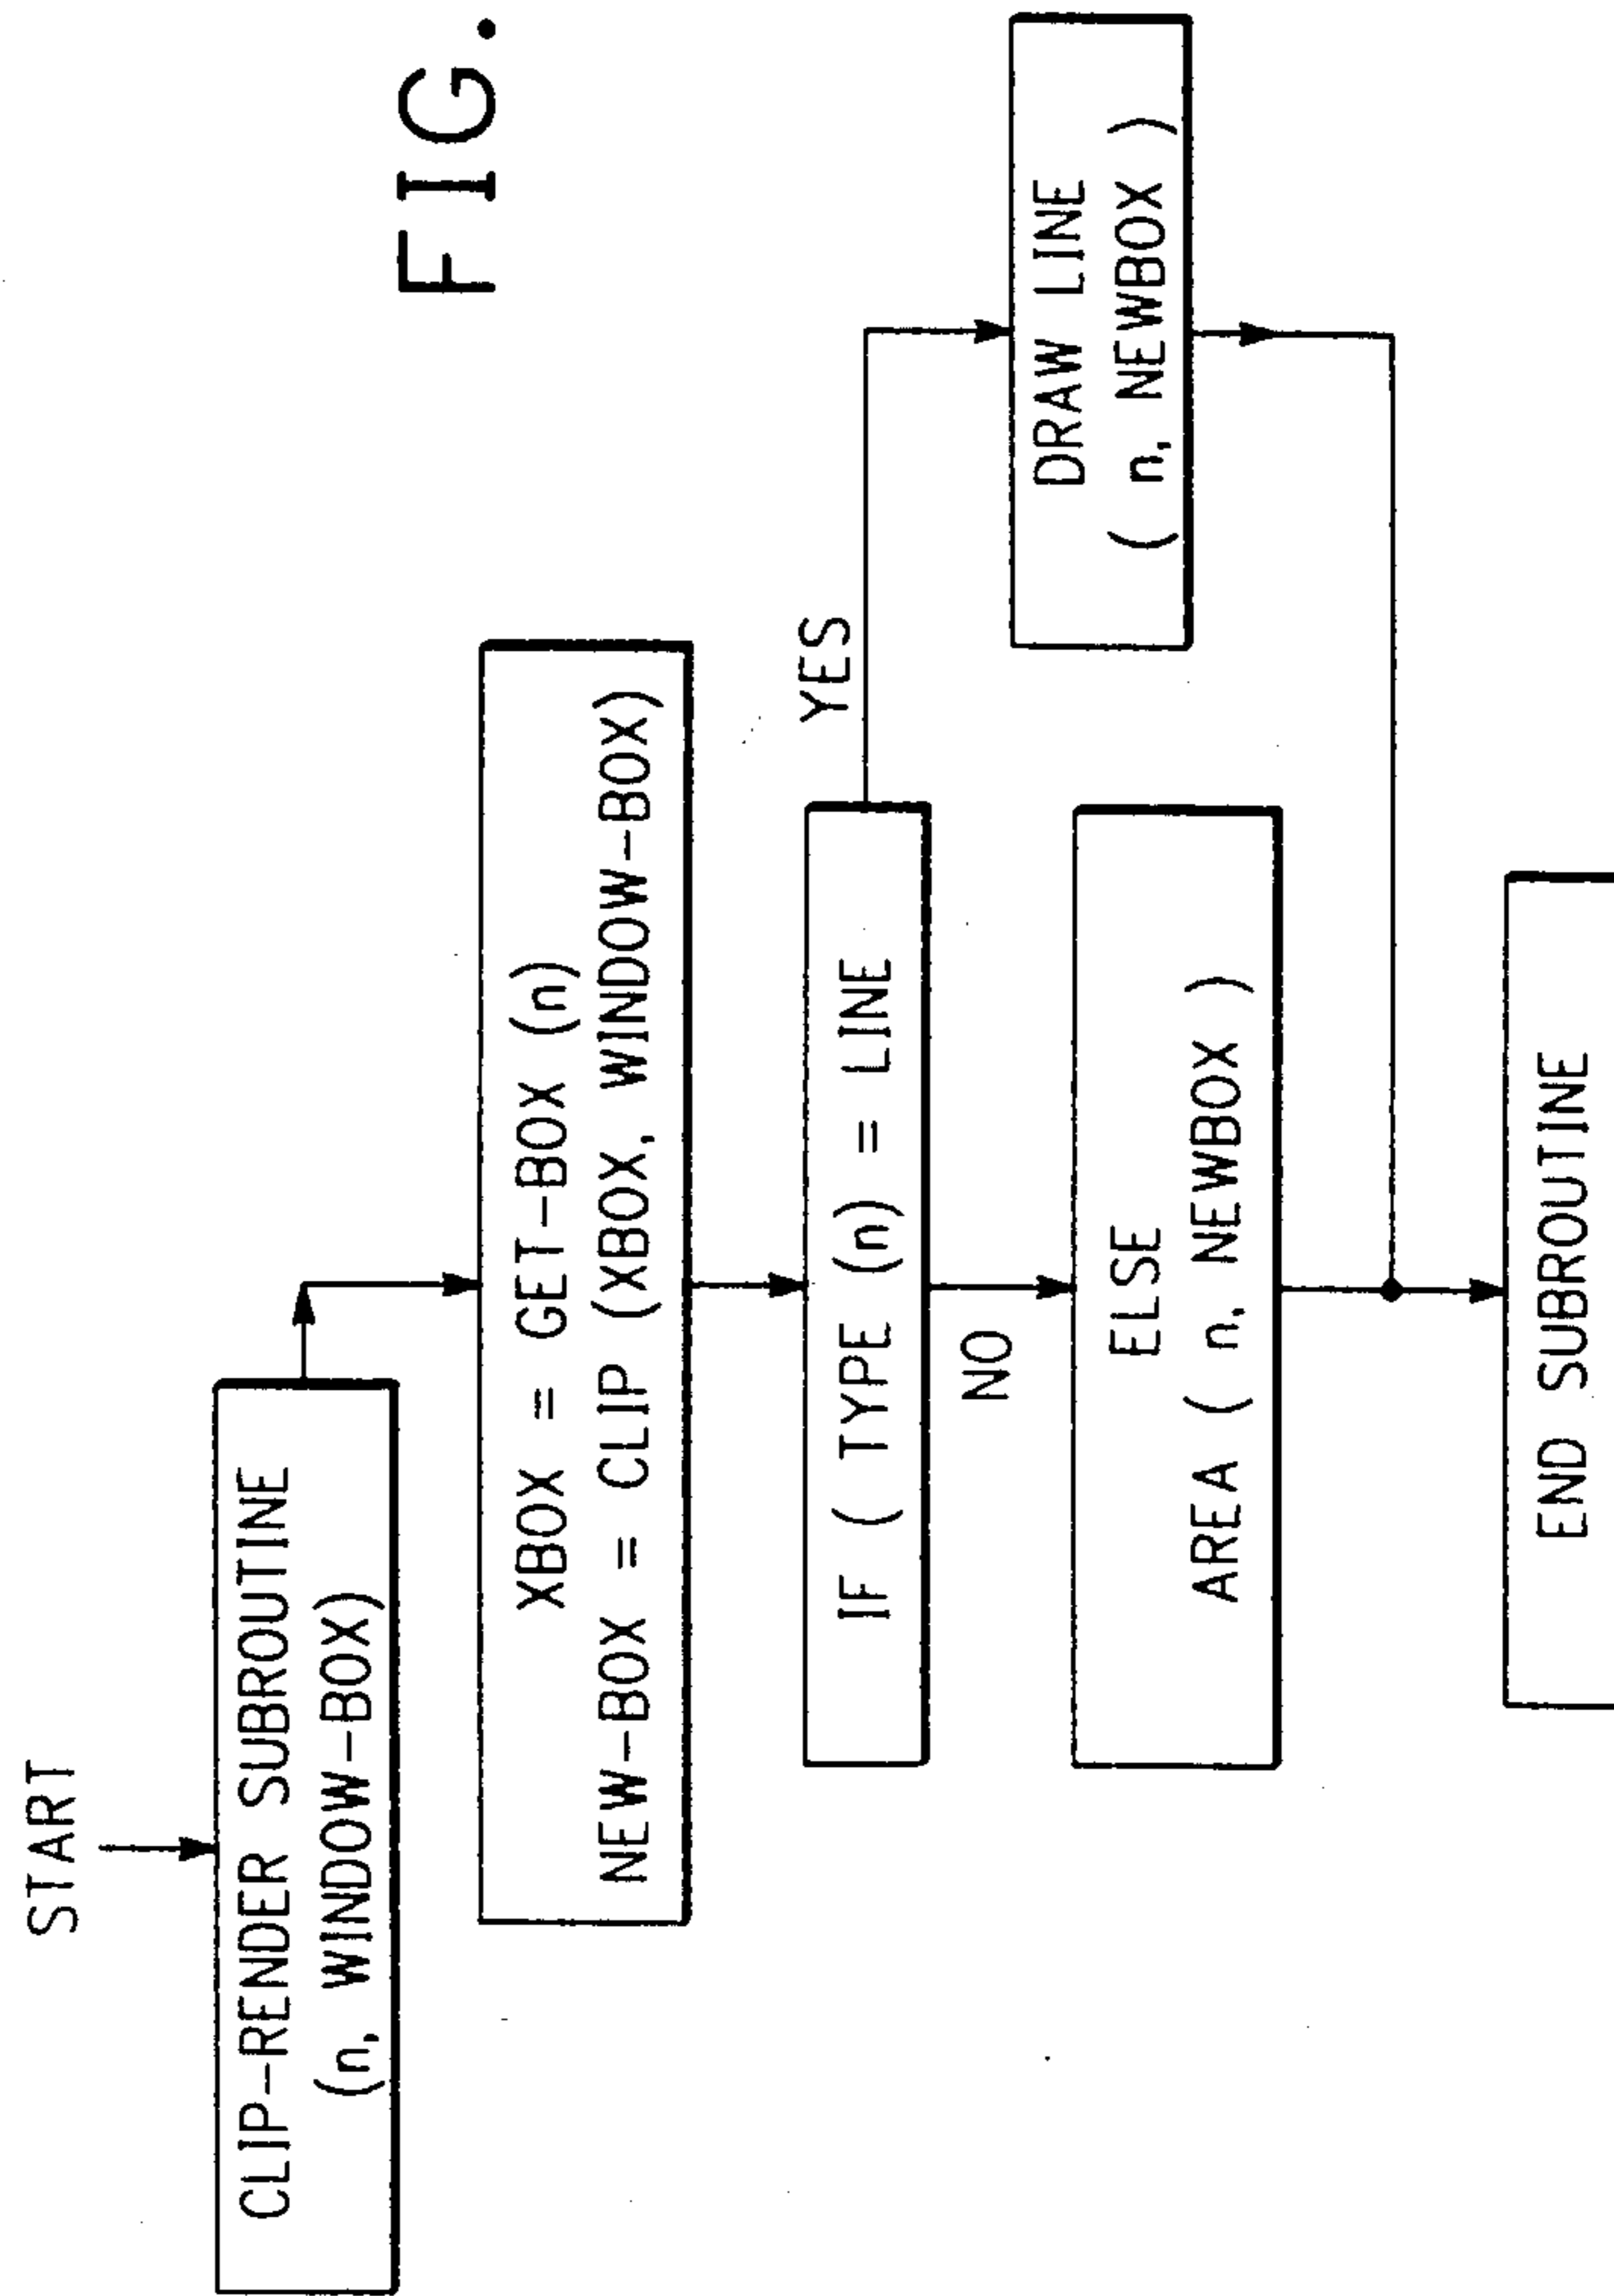 START
CLIP-RENDER SUBROUTINE
(n, WINDOW-BOX)
XBOX = GET-BOX (n)
NEW-BOX = CLIP (XBOX, WINDOW-BOX)
IF ( TYPE (n) = LINE
YES
NO
DRAW LINE
( n, NEWBOX )
ELSE
AREA ( n, NEWBOX )
END SUBROUTINE
FIG.